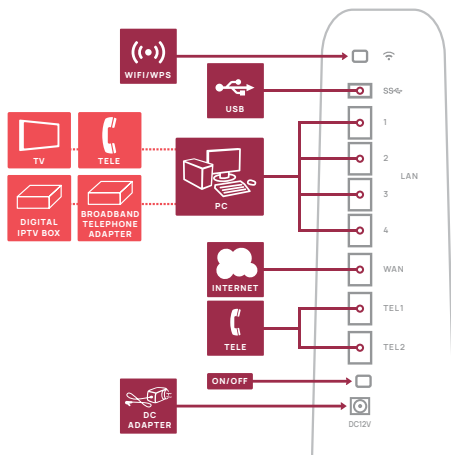 WIFI/WPS
USB
SS
1
TV
TELE
2
LAN
PC
3
DIGITAL
IPTV BOX
BROADBAND
TELEPHONE
ADAPTER
4
INTERNET
WAN
TEL1
TELE
TEL2
ON/OFF
DC
ADAPTER
DC12V